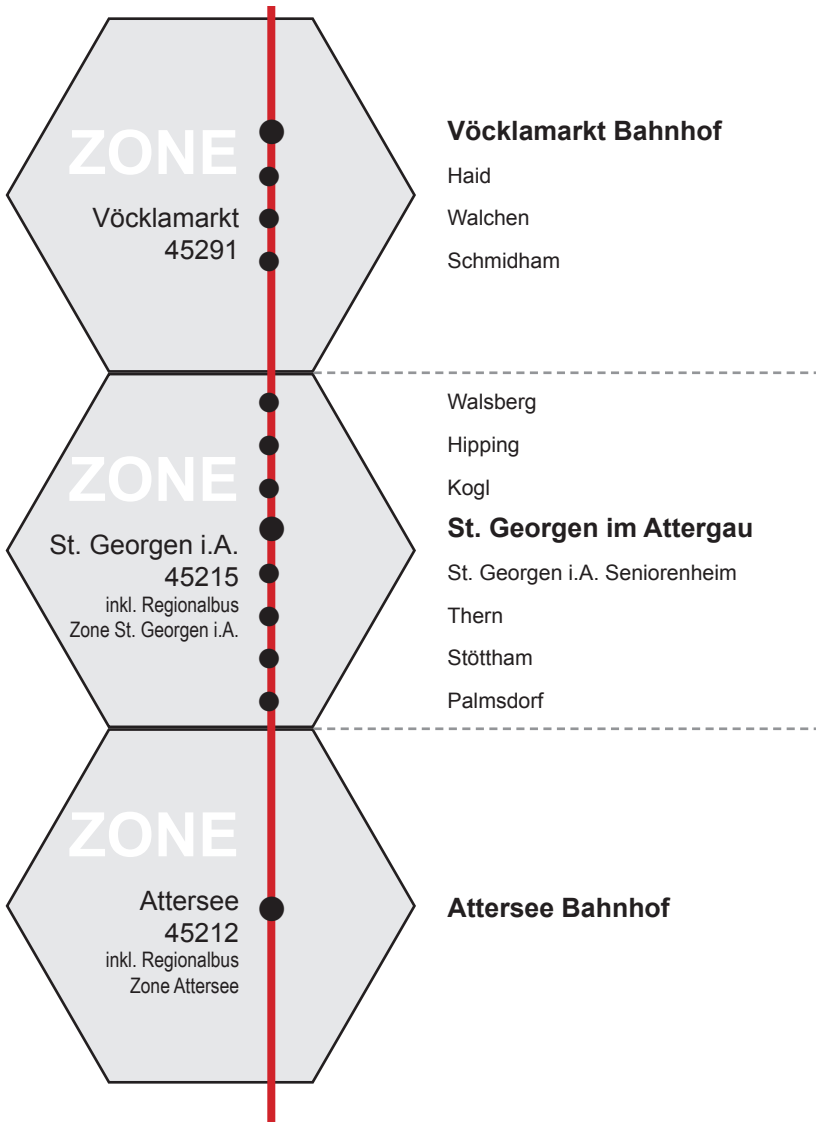 ZONE
Vöcklamarkt
45291
Vöcklamarkt Bahnhof
Haid
Walchen
Schmidham
ZONE
St. Georgen i.A.
45215
inkl. Regionalbus
Zone St. Georgen i.A.
Walsberg
Hipping
Kogl
St. Georgen im Attergau
St. Georgen i.A. Seniorenheim
Thern
Stöttham
Palmsdorf
ZONE
Attersee
45212
inkl. Regionalbus
Zone Attersee
Attersee Bahnhof